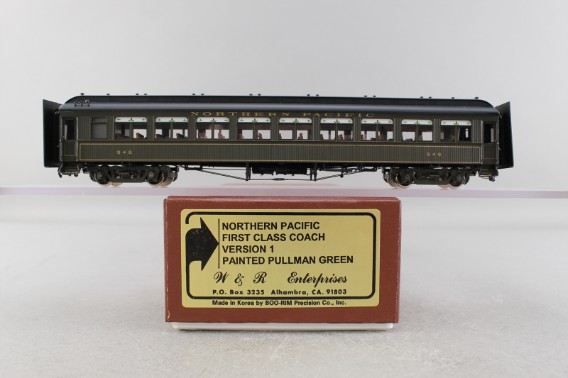 NORTHERN PACIFIC
NORTHERN PACIFIC
FIRST CLASS COACH
VERSION 1
PAINTED PULLMAN GREEN
W & R Enterprises
P.O. Box 3235 Alhambra, CA. 91803
Made in Korea by BOO-RIM Precision Co., Inc.